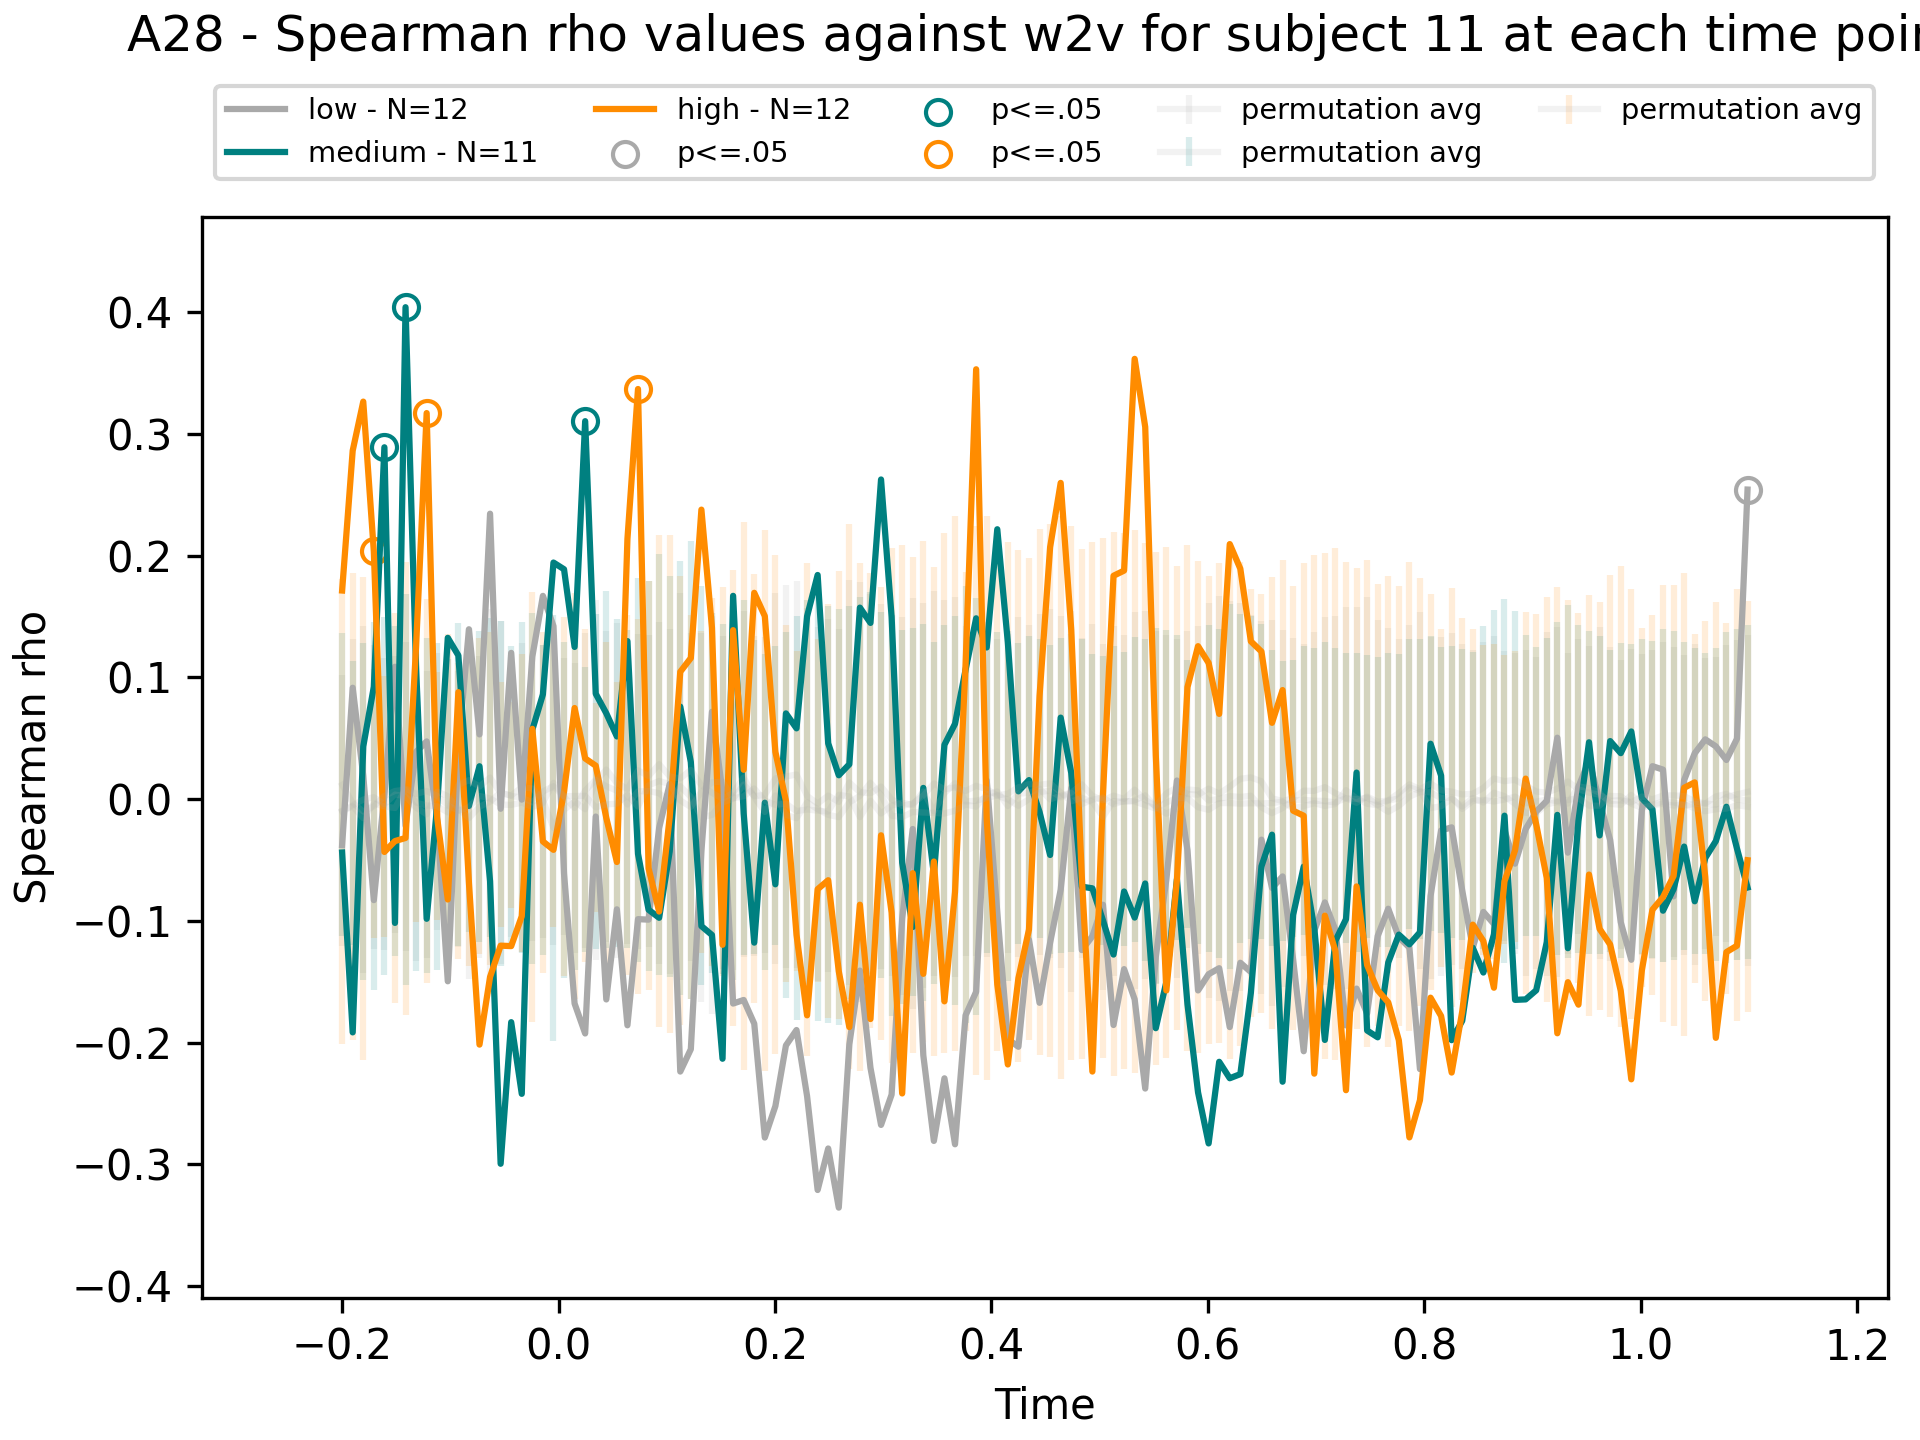 A28 - Spearman rho values against w2v for subject 11 at each time poi
low - N=12
medium - N=11
high - N=12
p<=.05
p<=.05
p<=.05
permutation avg
permutation avg
permutation avg
Spearman rho
0.4
0.3
0.2
0.1
0.0
−0.1
−0.2
−0.3
−0.4
−0.2 0.0 0.2 0.4 0.6 0.8 1.0 1.2
Time